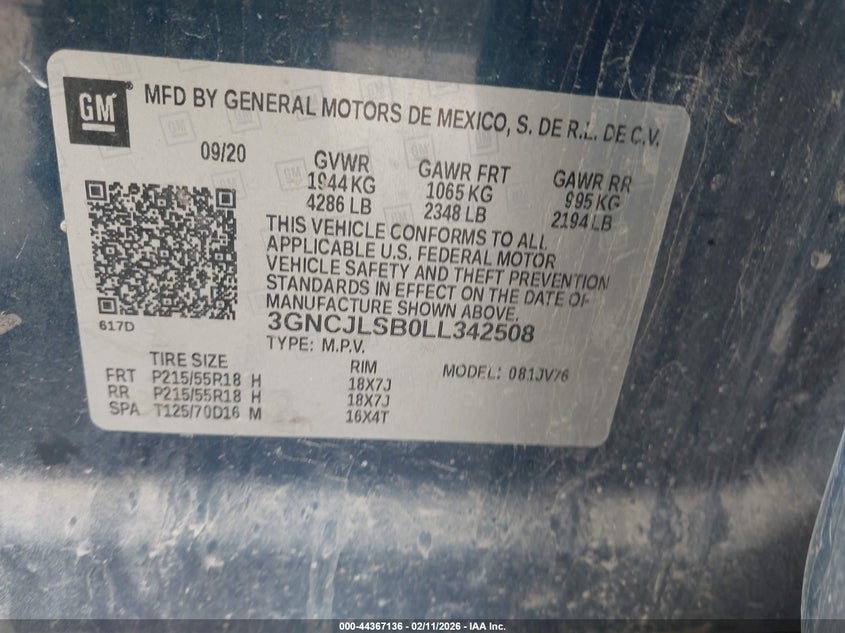 GM
MFD BY GENERAL MOTORS DE MEXICO, S. DE R.L. DE C.V.
09/20 GVWR GAWR FRT GAWR RR
1944 KG 1065 KG 995 KG
4286 LB 2348 LB 2194 LB
THIS VEHICLE CONFORMS TO ALL
APPLICABLE U.S. FEDERAL MOTOR
VEHICLE SAFETY AND THEFT PREVENTION
STANDARDS IN EFFECT ON THE DATE OF
MANUFACTURE SHOWN ABOVE.
617D 3GNCJLSB0LL342508
TYPE: M.P.V.
TIRE SIZE RIM MODEL: 081JV76
FRT P215/55R18 H 18X7J
RR P215/55R18 H 18X7J
SPA T125/70D16 M 16X4T
000-44367136 - 02/11/2026 - IAA Inc.